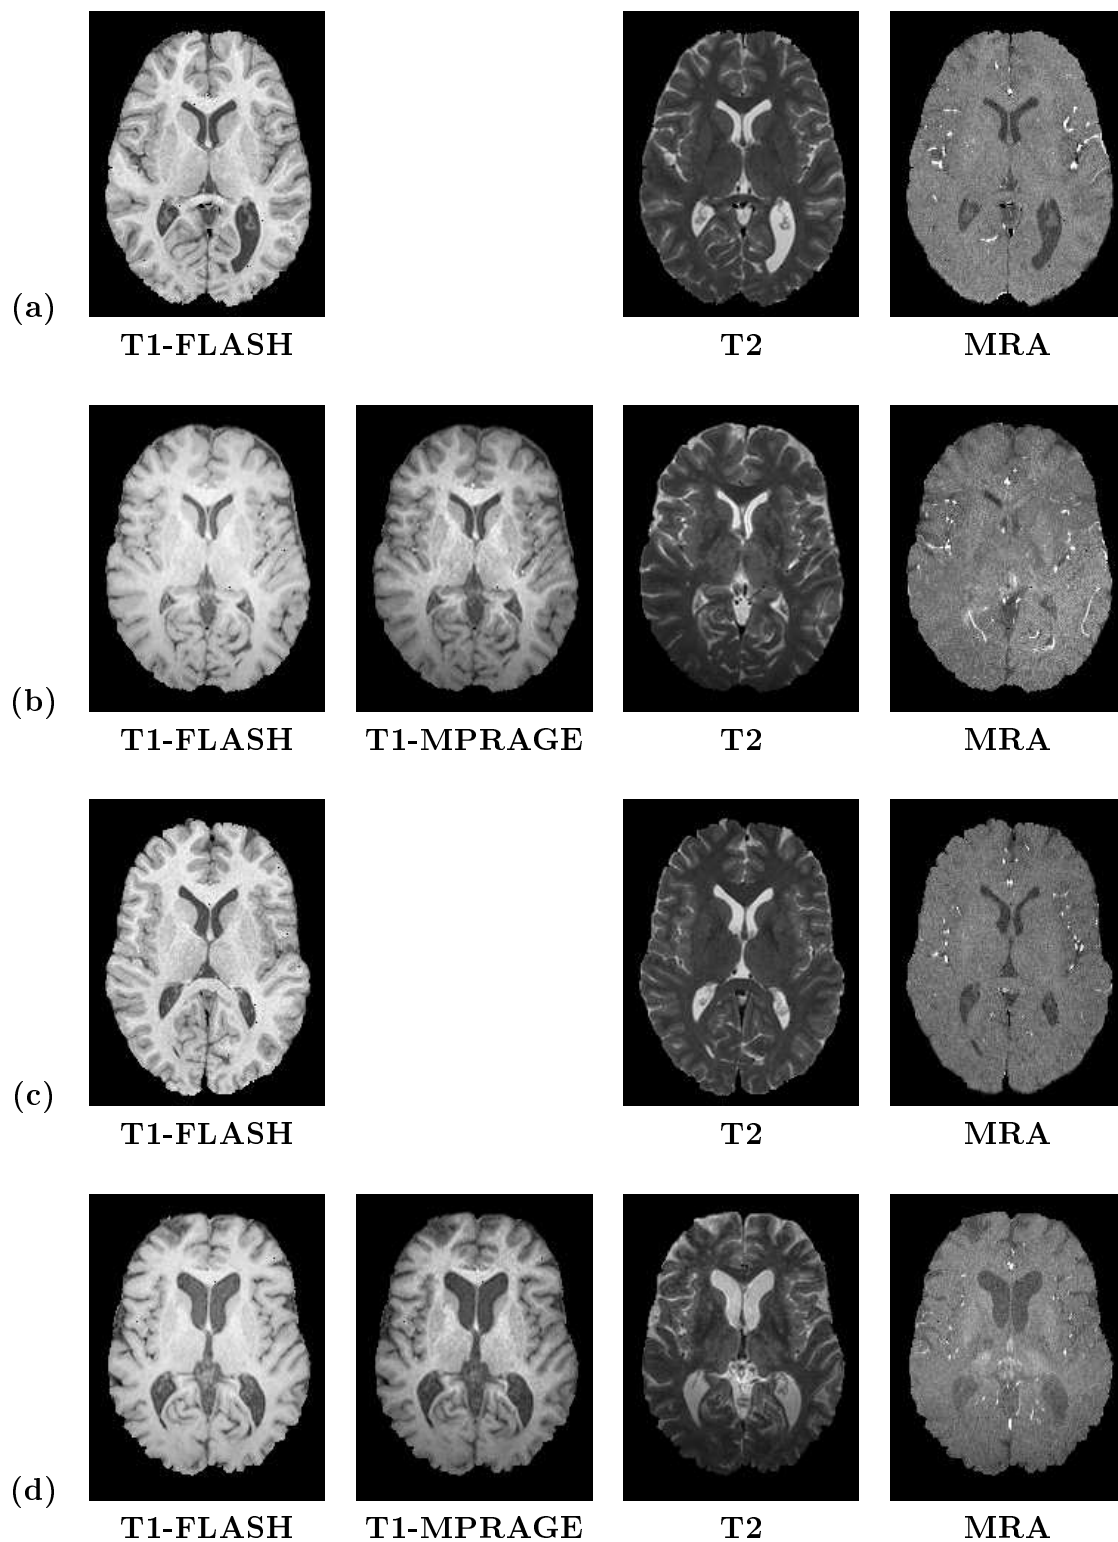 (a)
T1-FLASH T2 MRA
(b)
T1-FLASH T1-MPRAGE T2 MRA
(c)
T1-FLASH T2 MRA
(d)
T1-FLASH T1-MPRAGE T2 MRA